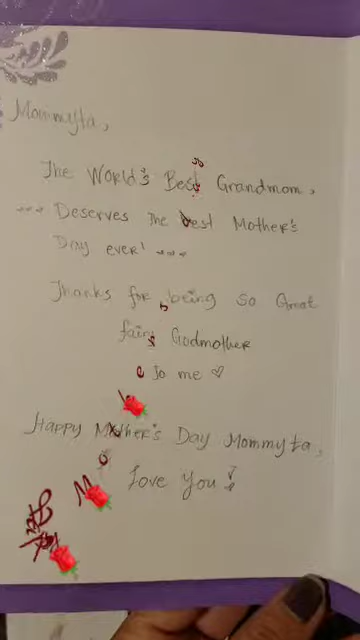 Mommyta,
The World's Best Grandmom,
Deserves The best Mother's
Day ever!
Thanks for being so Great
fairy Godmother
To me ♡
Happy Mother's Day Mommyta,
Love You!